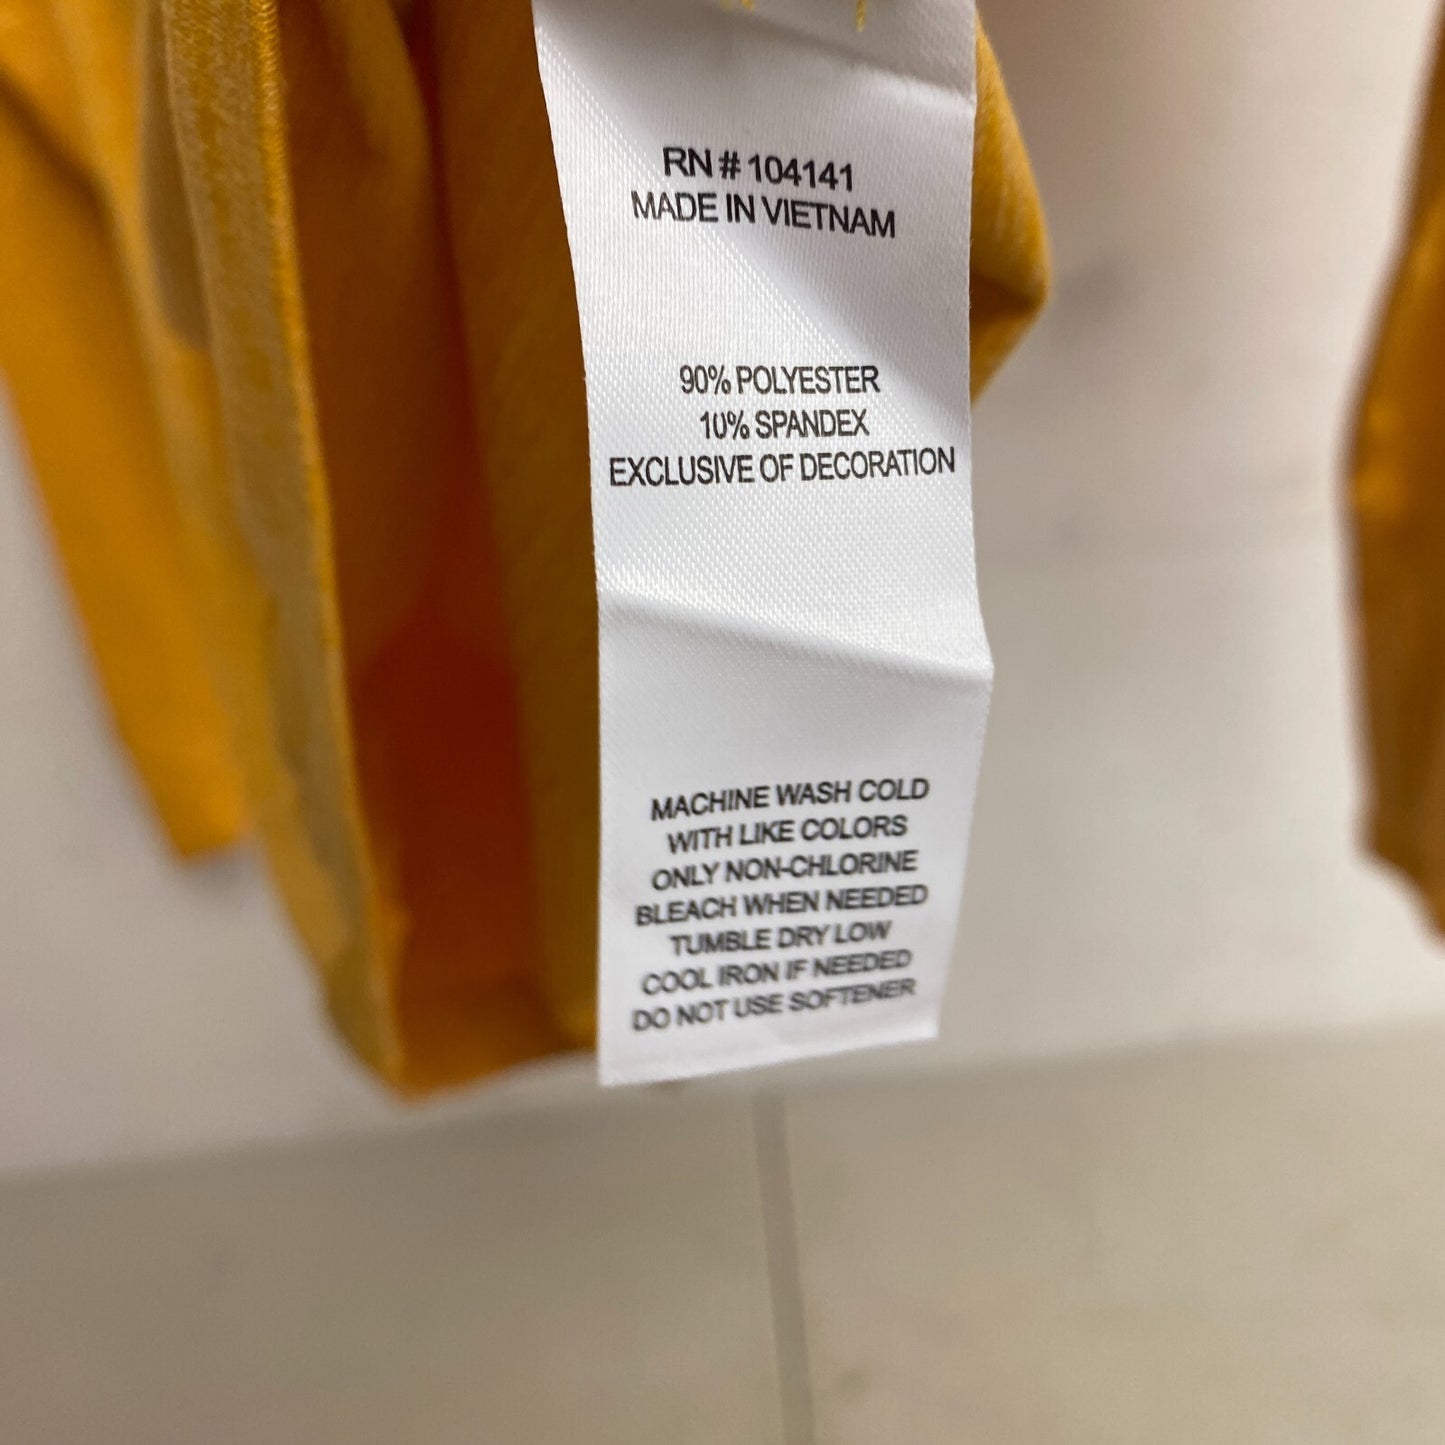 RN # 104141
MADE IN VIETNAM
90% POLYESTER
10% SPANDEX
EXCLUSIVE OF DECORATION
MACHINE WASH COLD
WITH LIKE COLORS
ONLY NON-CHLORINE
BLEACH WHEN NEEDED
TUMBLE DRY LOW
COOL IRON IF NEEDED
DO NOT USE SOFTENER